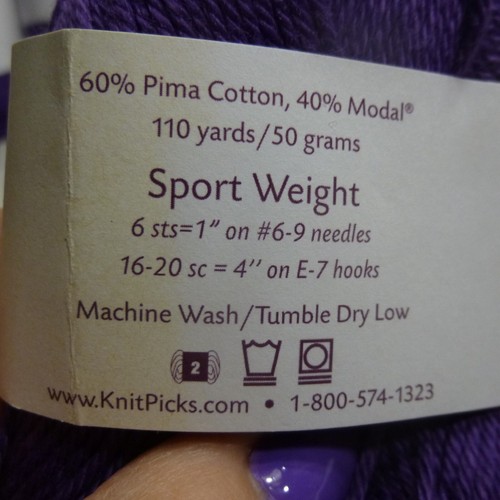 60% Pima Cotton, 40% Modal®
110 yards/50 grams
Sport Weight
6 sts=1” on #6-9 needles
16-20 sc = 4’’ on E-7 hooks
Machine Wash/Tumble Dry Low
2
www.KnitPicks.com • 1-800-574-1323